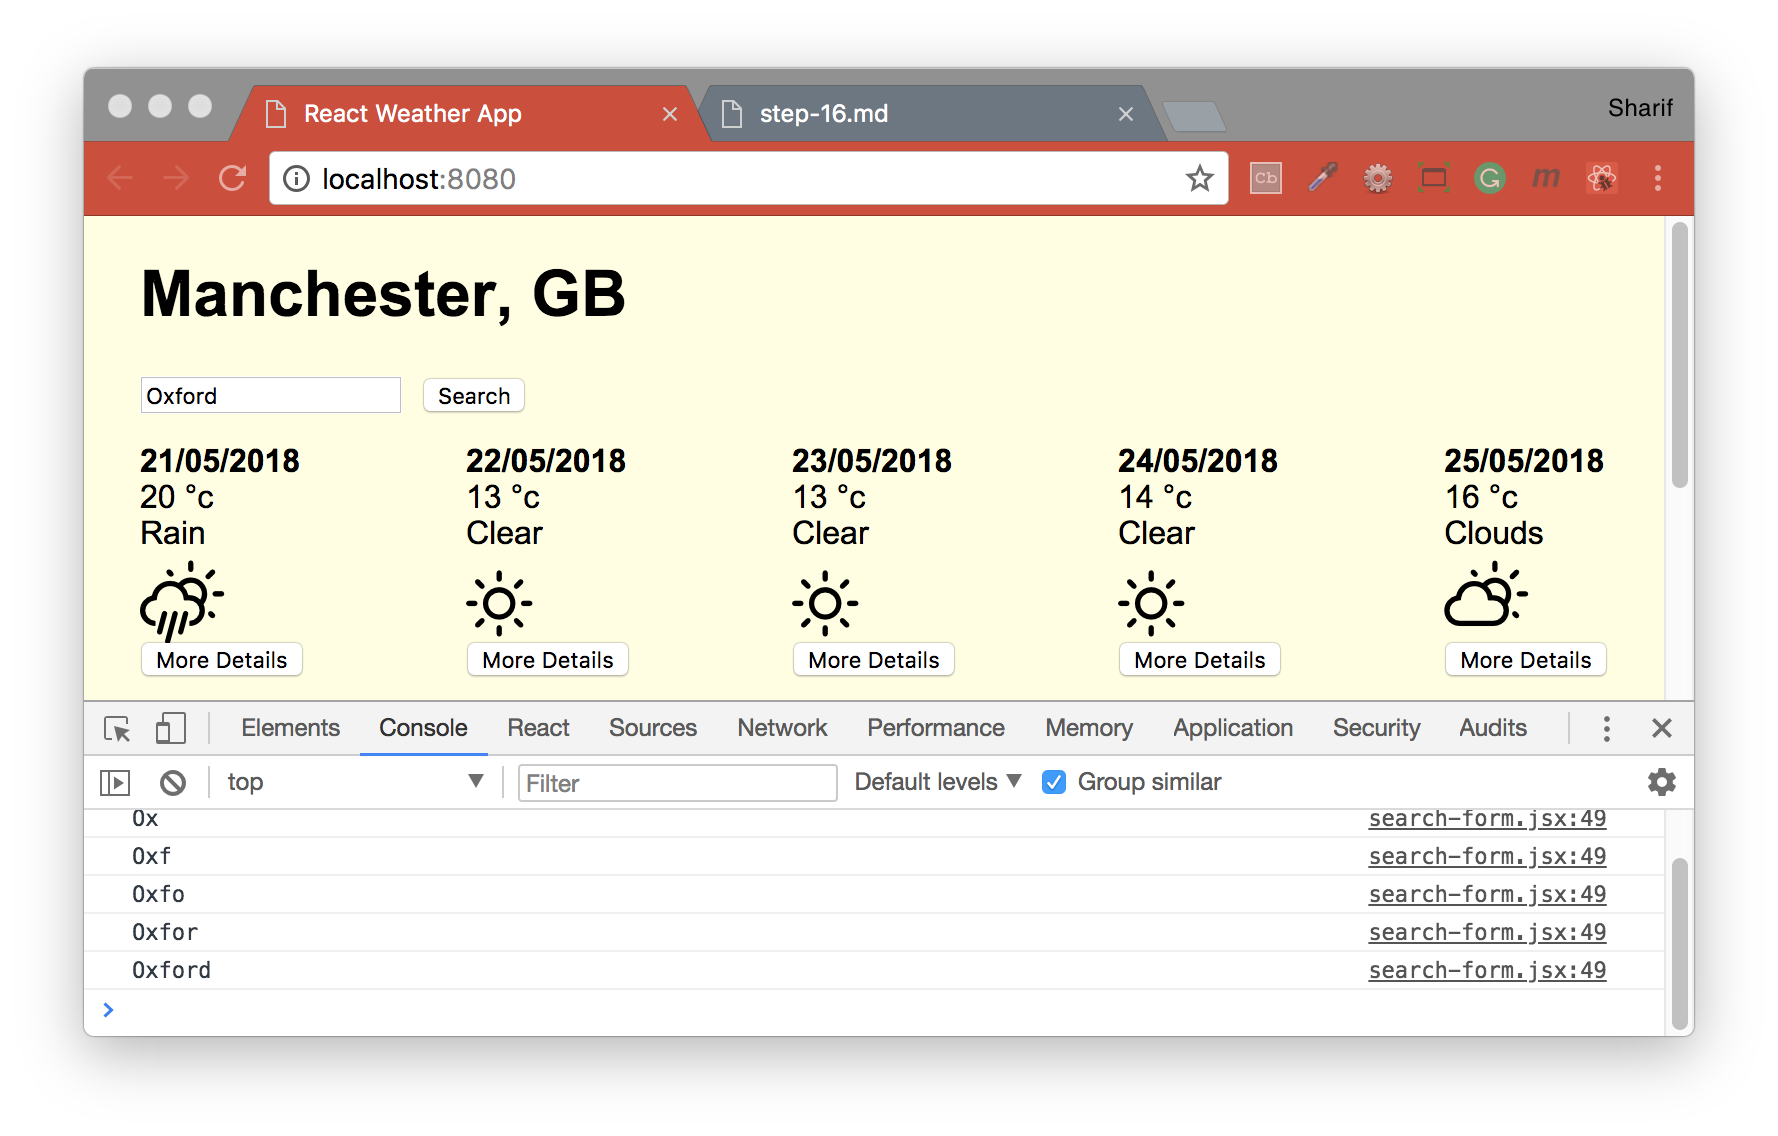 React Weather App
step-16.md
Sharif
localhost:8080
Cb
G
m
Manchester, GB
Oxford
Search
21/05/2018 22/05/2018 23/05/2018 24/05/2018 25/05/2018
20 °c 13 °c 13 °c 14 °c 16 °c
Rain Clear Clear Clear Clouds
More Details More Details More Details More Details More Details
Elements Console React Sources Network Performance Memory Application Security Audits
top Filter Default levels Group similar
Ox search-form.jsx:49
Oxf search-form.jsx:49
Oxfo search-form.jsx:49
Oxfor search-form.jsx:49
Oxford search-form.jsx:49